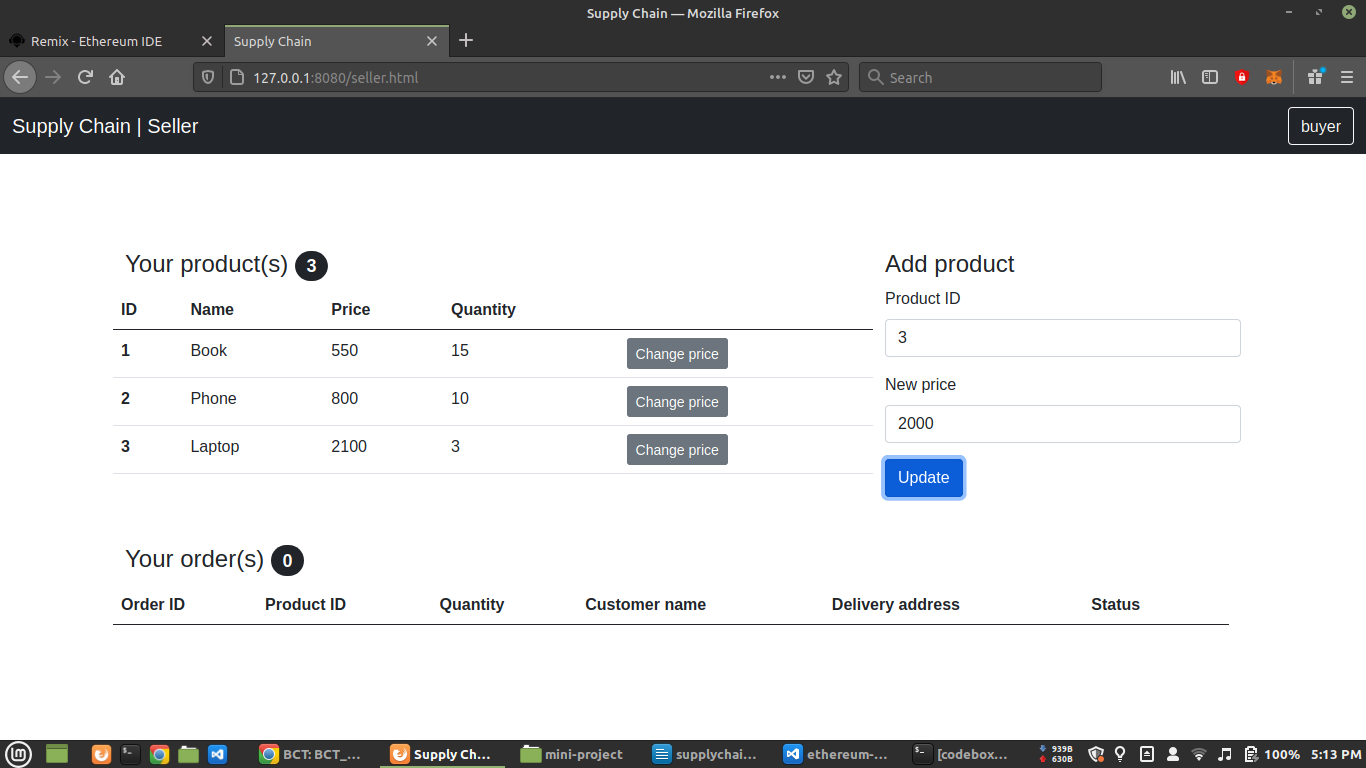 Supply Chain — Mozilla Firefox
Remix - Ethereum IDE
Supply Chain
127.0.0.1:8080/seller.html
Search
Supply Chain | Seller
buyer
Your product(s) 3
ID Name Price Quantity
1 Book 550 15 Change price
2 Phone 800 10 Change price
3 Laptop 2100 3 Change price
Add product
Product ID
3
New price
2000
Update
Your order(s) 0
Order ID Product ID Quantity Customer name Delivery address Status
BCT: BCT_... Supply Ch... mini-project supplychai... ethereum-... [codebox... 939B 630B 100% 5:13 PM